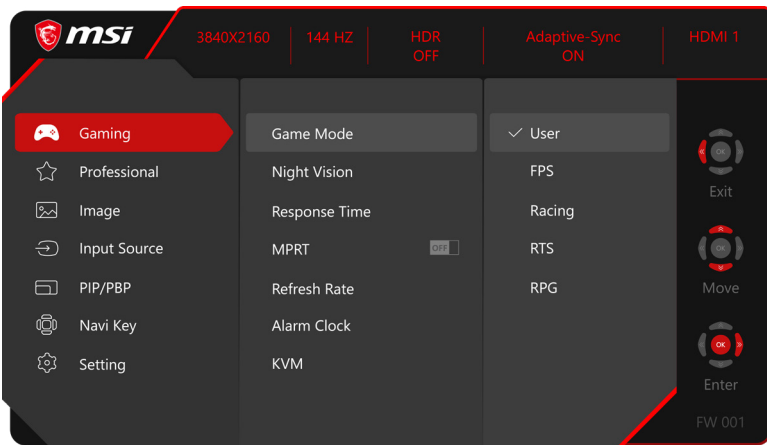 msi
3840X2160
144 HZ
HDR
OFF
Adaptive-Sync
ON
HDMI 1
Gaming
Professional
Image
Input Source
PIP/PBP
Navi Key
Setting
Game Mode
Night Vision
Response Time
MPRT OFF
Refresh Rate
Alarm Clock
KVM
User
FPS
Racing
RTS
RPG
OK
Exit
OK
Move
OK
Enter
FW 001